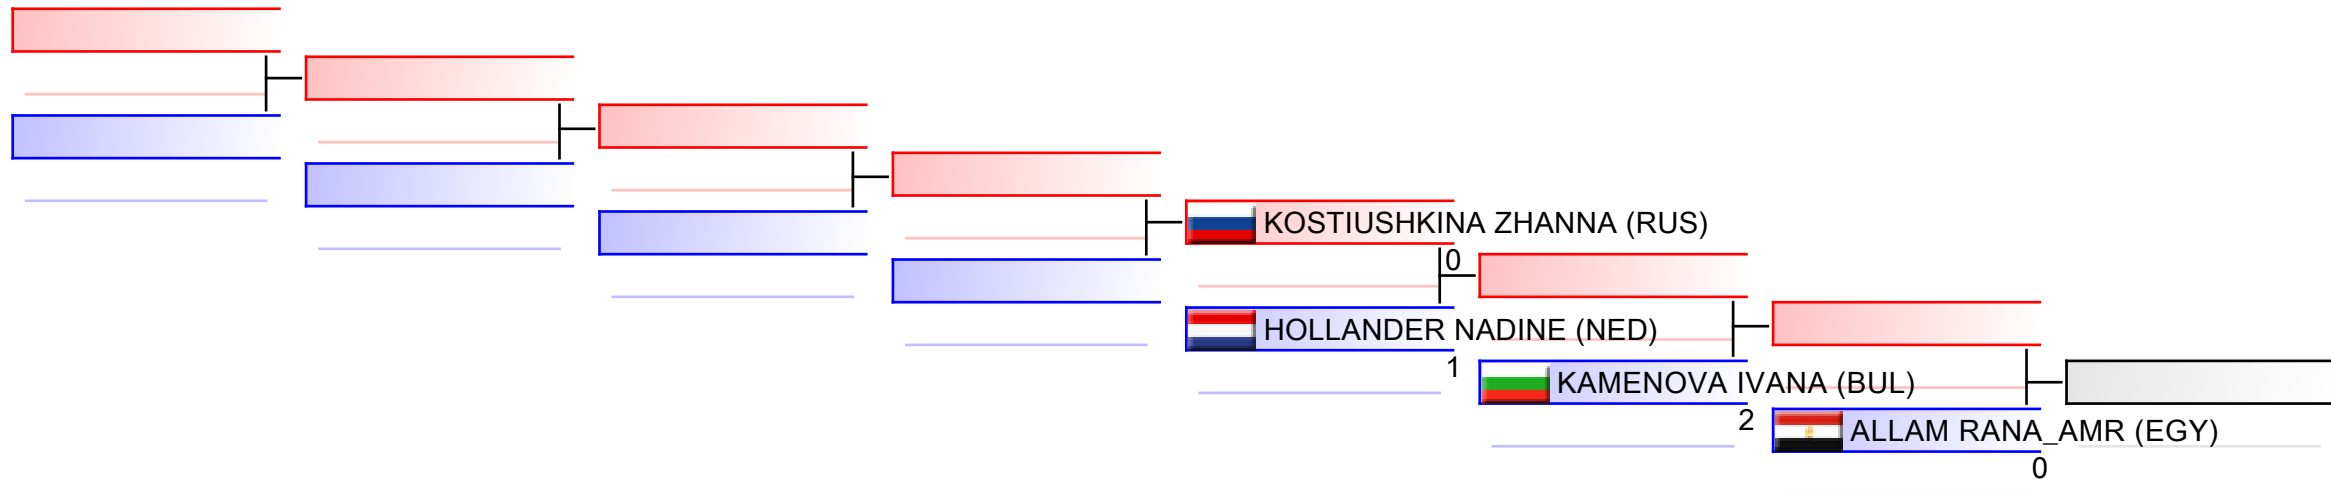 KOSTIUSHKINA ZHANNA (RUS)
0
HOLLANDER NADINE (NED)
1
KAMENOVA IVANA (BUL)
2
ALLAM RANA_AMR (EGY)
0